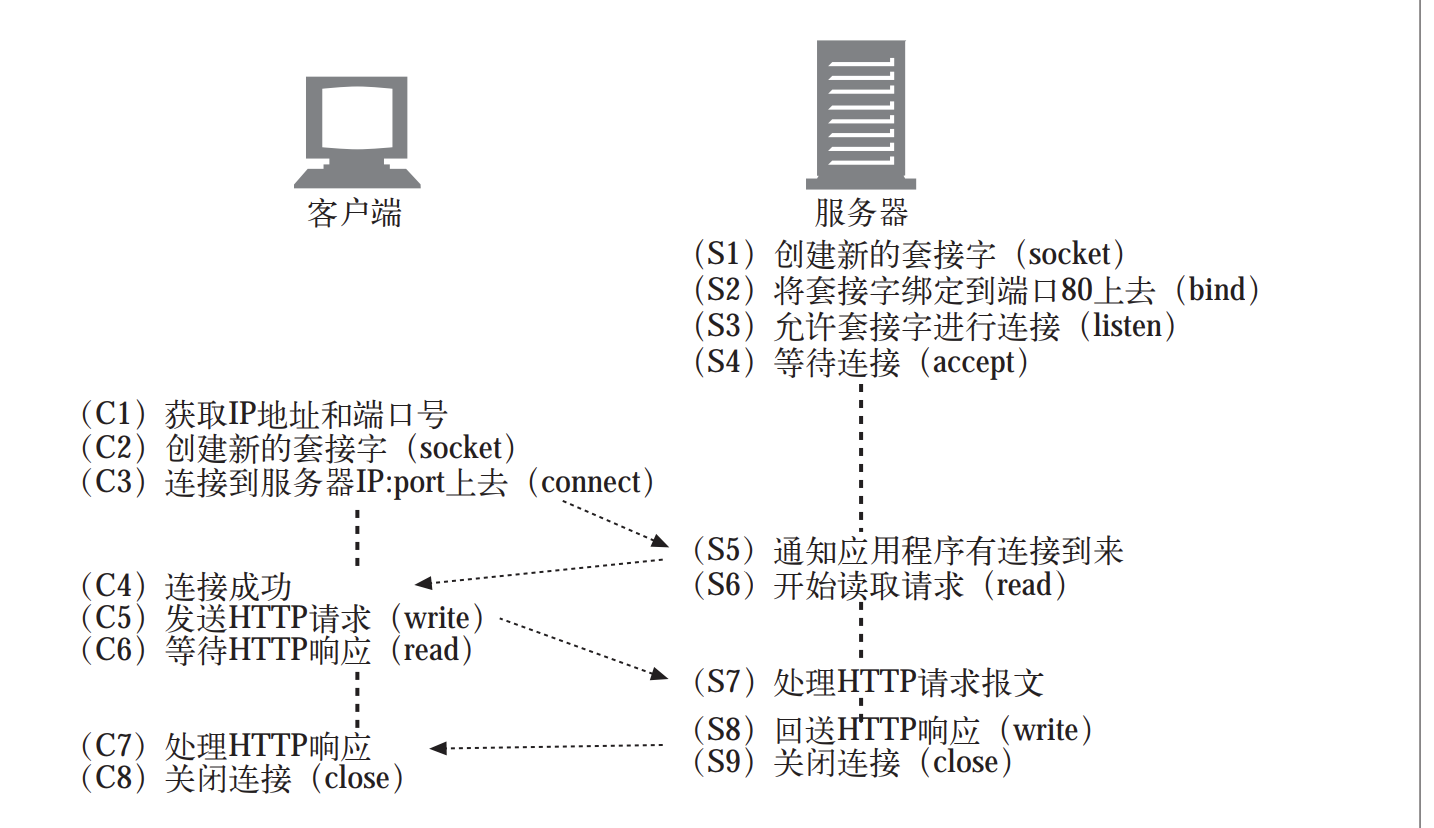 客户端
服务器
（S1）创建新的套接字（socket）
（S2）将套接字绑定到端口80上去（bind）
（S3）允许套接字进行连接（listen）
（S4）等待连接（accept）
（C1）获取IP地址和端口号
（C2）创建新的套接字（socket）
（C3）连接到服务器IP:port上去（connect）
（S5）通知应用程序有连接到来
（S6）开始读取请求（read）
（C4）连接成功
（C5）发送HTTP请求（write）
（C6）等待HTTP响应（read）
（S7）处理HTTP请求报文
（S8）回送HTTP响应（write）
（S9）关闭连接（close）
（C7）处理HTTP响应
（C8）关闭连接（close）